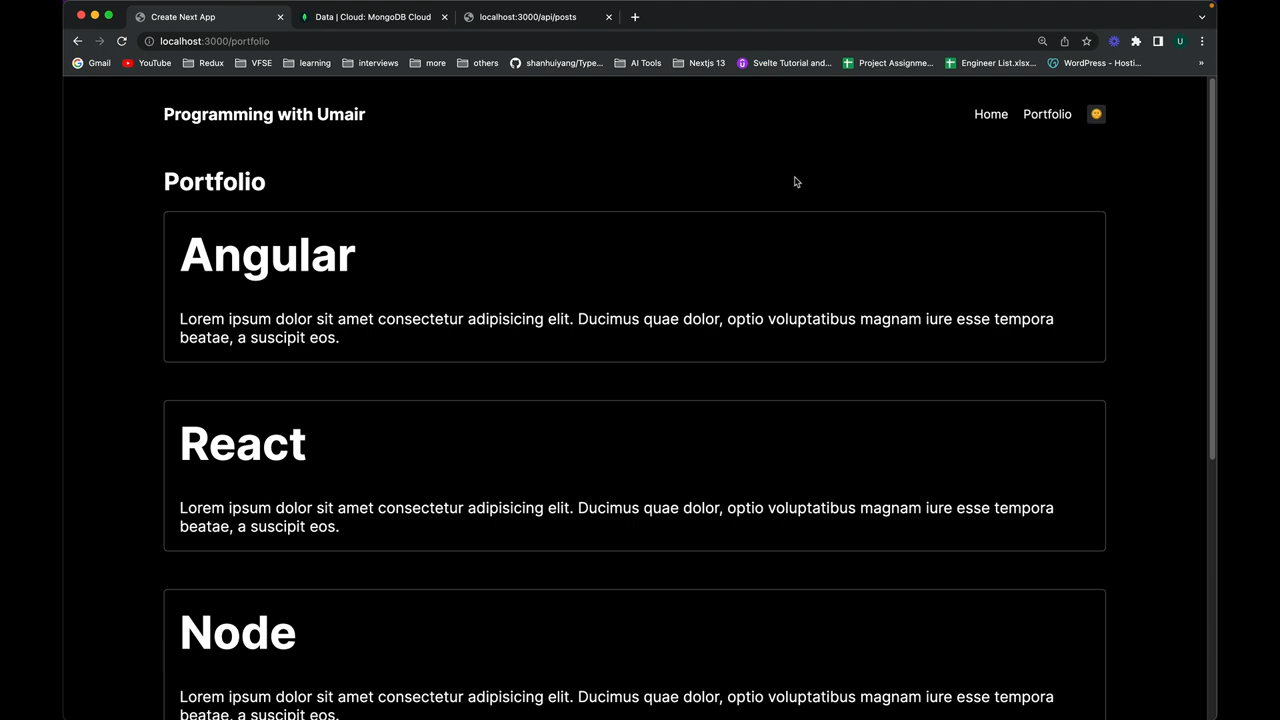 Create Next App
Data | Cloud: MongoDB Cloud
localhost:3000/api/posts
localhost:3000/portfolio
U
Gmail
YouTube
Redux
VFSE
learning
interviews
more
others
shanhuiyang/Type...
AI Tools
Nextjs 13
Svelte Tutorial and...
Project Assignme...
Engineer List.xlsx...
WordPress - Hosti...
»
Programming with Umair
Home
Portfolio
Portfolio
Angular
Lorem ipsum dolor sit amet consectetur adipisicing elit. Ducimus quae dolor, optio voluptatibus magnam iure esse tempora
beatae, a suscipit eos.
React
Lorem ipsum dolor sit amet consectetur adipisicing elit. Ducimus quae dolor, optio voluptatibus magnam iure esse tempora
beatae, a suscipit eos.
Node
Lorem ipsum dolor sit amet consectetur adipisicing elit. Ducimus quae dolor, optio voluptatibus magnam iure esse tempora
beatae, a suscipit eos.